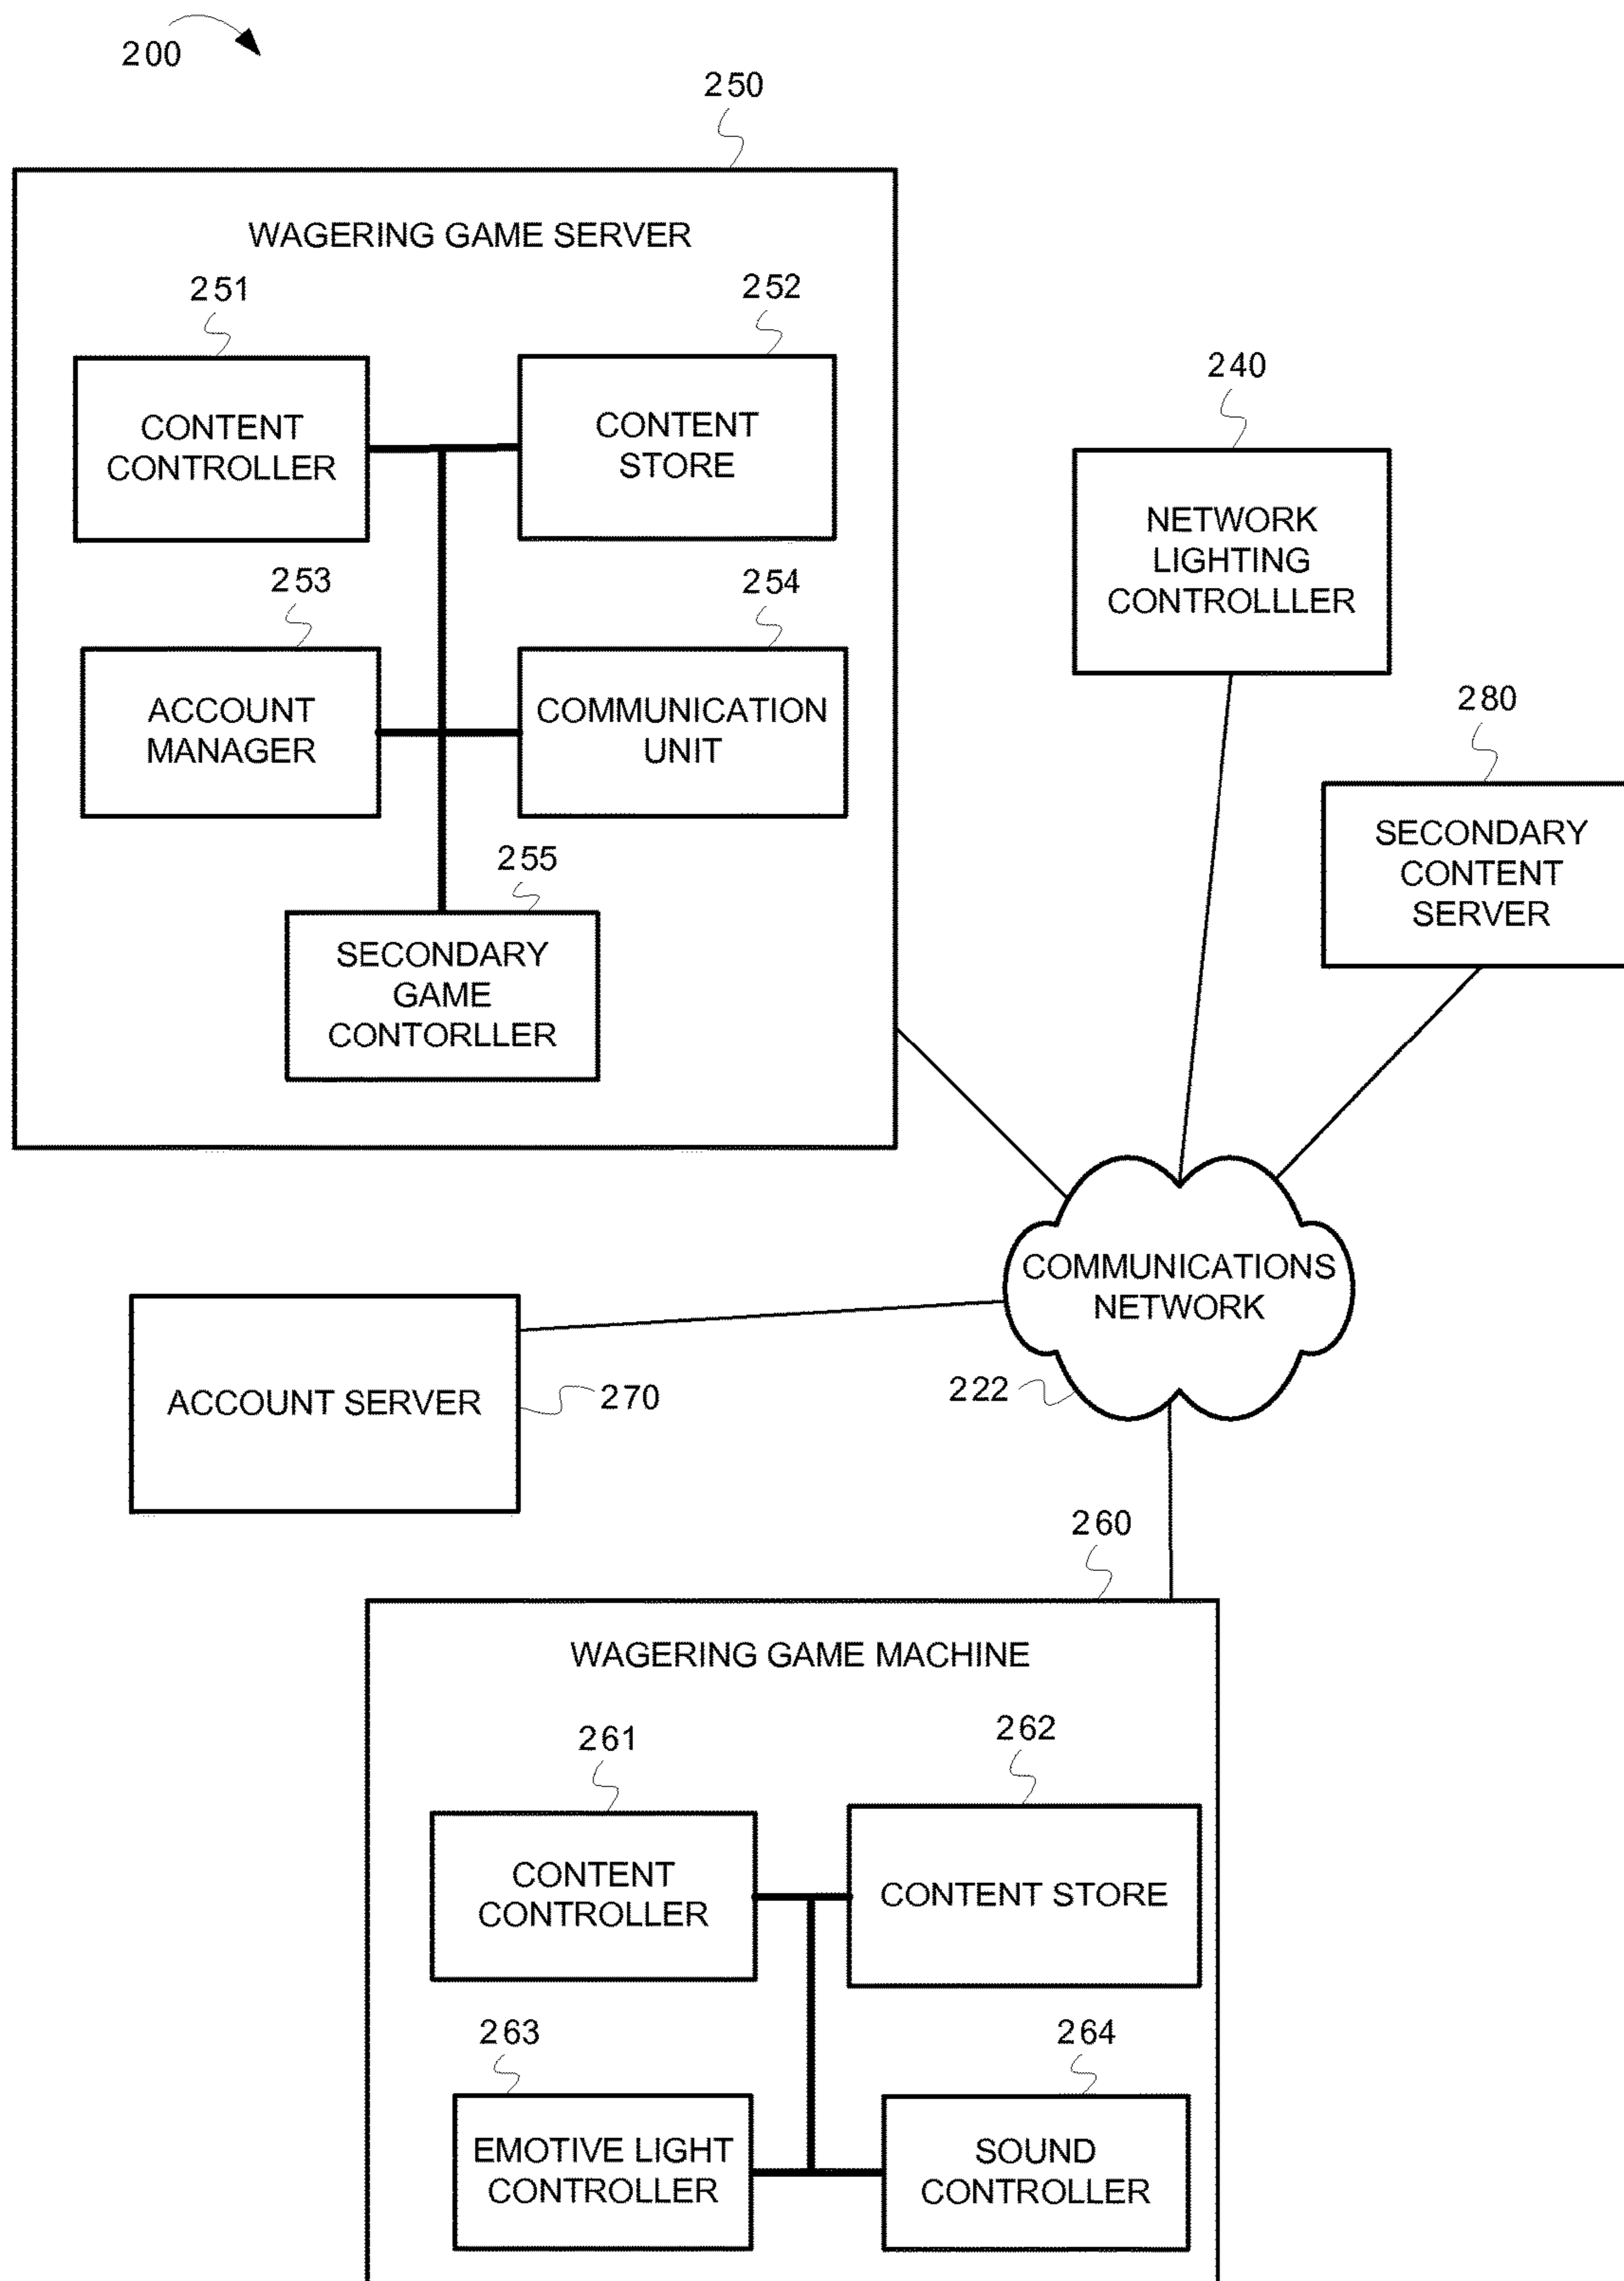 200
250
WAGERING GAME SERVER
251
252
CONTENT
CONTROLLER
CONTENT
STORE
253
254
ACCOUNT
MANAGER
COMMUNICATION
UNIT
255
SECONDARY
GAME
CONTORLLER
240
NETWORK
LIGHTING
CONTROLLLER
280
SECONDARY
CONTENT
SERVER
COMMUNICATIONS
NETWORK
222
ACCOUNT SERVER
270
260
WAGERING GAME MACHINE
261
262
CONTENT
CONTROLLER
CONTENT STORE
263
264
EMOTIVE LIGHT
CONTROLLER
SOUND
CONTROLLER